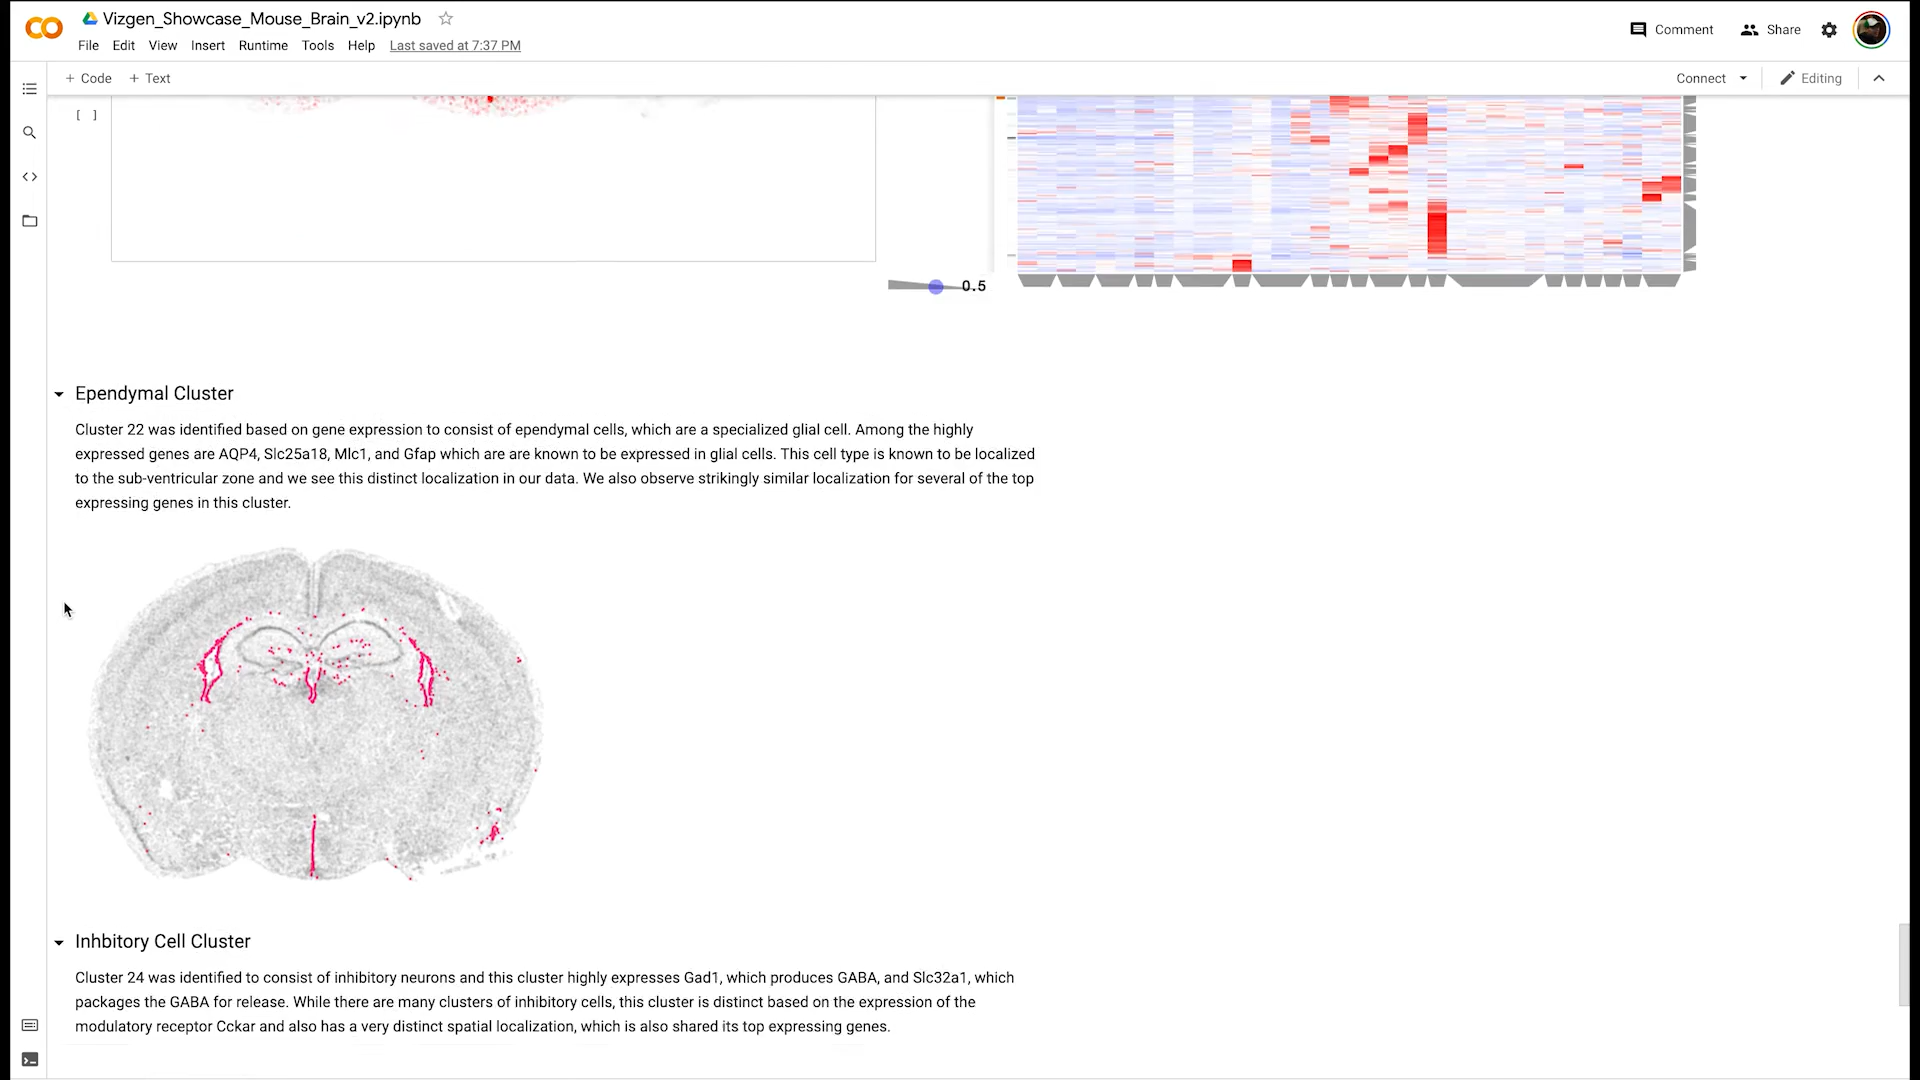 Vizgen_Showcase_Mouse_Brain_v2.ipynb
Comment
Share
File Edit View Insert Runtime Tools Help Last saved at 7:37 PM
+ Code + Text
Connect
Editing
[ ]
0.5
Ependymal Cluster
Cluster 22 was identified based on gene expression to consist of ependymal cells, which are a specialized glial cell. Among the highly
expressed genes are AQP4, Slc25a18, Mlc1, and Gfap which are are known to be expressed in glial cells. This cell type is known to be localized
to the sub-ventricular zone and we see this distinct localization in our data. We also observe strikingly similar localization for several of the top
expressing genes in this cluster.
Inhbitory Cell Cluster
Cluster 24 was identified to consist of inhibitory neurons and this cluster highly expresses Gad1, which produces GABA, and Slc32a1, which
packages the GABA for release. While there are many clusters of inhibitory cells, this cluster is distinct based on the expression of the
modulatory receptor Cckar and also has a very distinct spatial localization, which is also shared its top expressing genes.